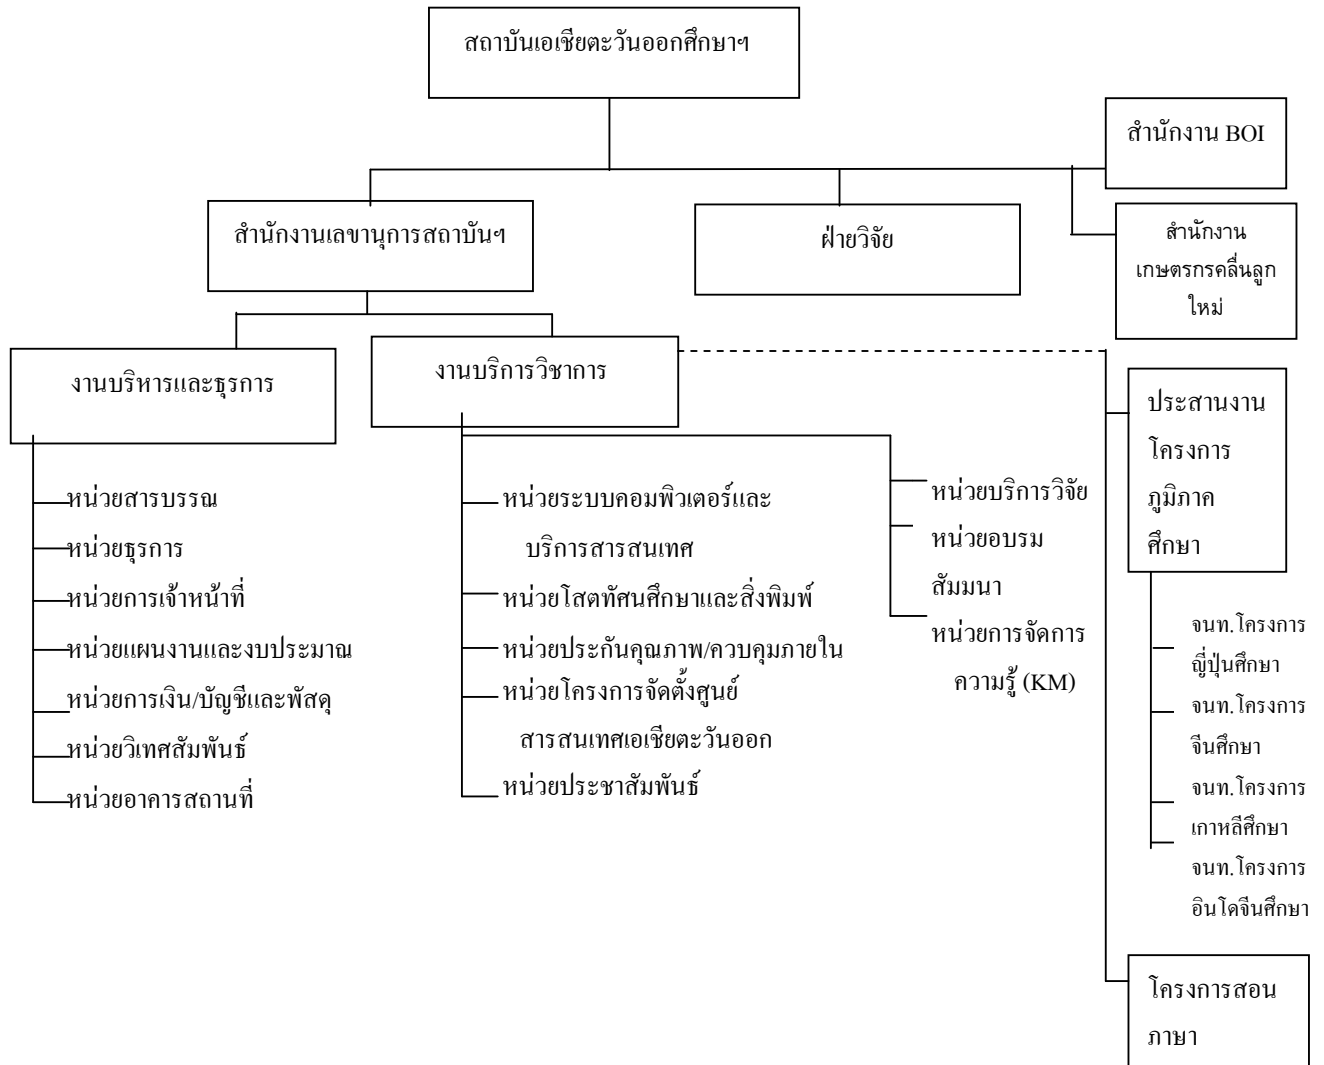 สถาบันเอเชียตะวันออกศึกษาฯ
สำนักงาน BOI
สำนักงานเลขานุการสถาบันฯ
ฝ่ายวิจัย
สำนักงาน
เกษตรกรคลื่นลูก
ใหม่
งานบริหารและธุรการ
งานบริการวิชาการ
หน่วยสารบรรณ
หน่วยธุรการ
หน่วยการเจ้าหน้าที่
หน่วยแผนงานและงบประมาณ
หน่วยการเงิน/บัญชีและพัสดุ
หน่วยวิเทศสัมพันธ์
หน่วยอาคารสถานที่
หน่วยระบบคอมพิวเตอร์และ
บริการสารสนเทศ
หน่วยโสตทัศนศึกษาและสิ่งพิมพ์
หน่วยประกันคุณภาพ/ควบคุมภายใน
หน่วยโครงการจัดตั้งศูนย์
สารสนเทศเอเชียตะวันออก
หน่วยประชาสัมพันธ์
หน่วยบริการวิจัย
หน่วยอบรม
สัมมนา
หน่วยการจัดการ
ความรู้ (KM)
ประสานงาน
โครงการ
ภูมิภาค
ศึกษา
จนท.โครงการ
ญี่ปุ่นศึกษา
จนท.โครงการ
จีนศึกษา
จนท.โครงการ
เกาหลีศึกษา
จนท.โครงการ
อินโดจีนศึกษา
โครงการสอน
ภาษา